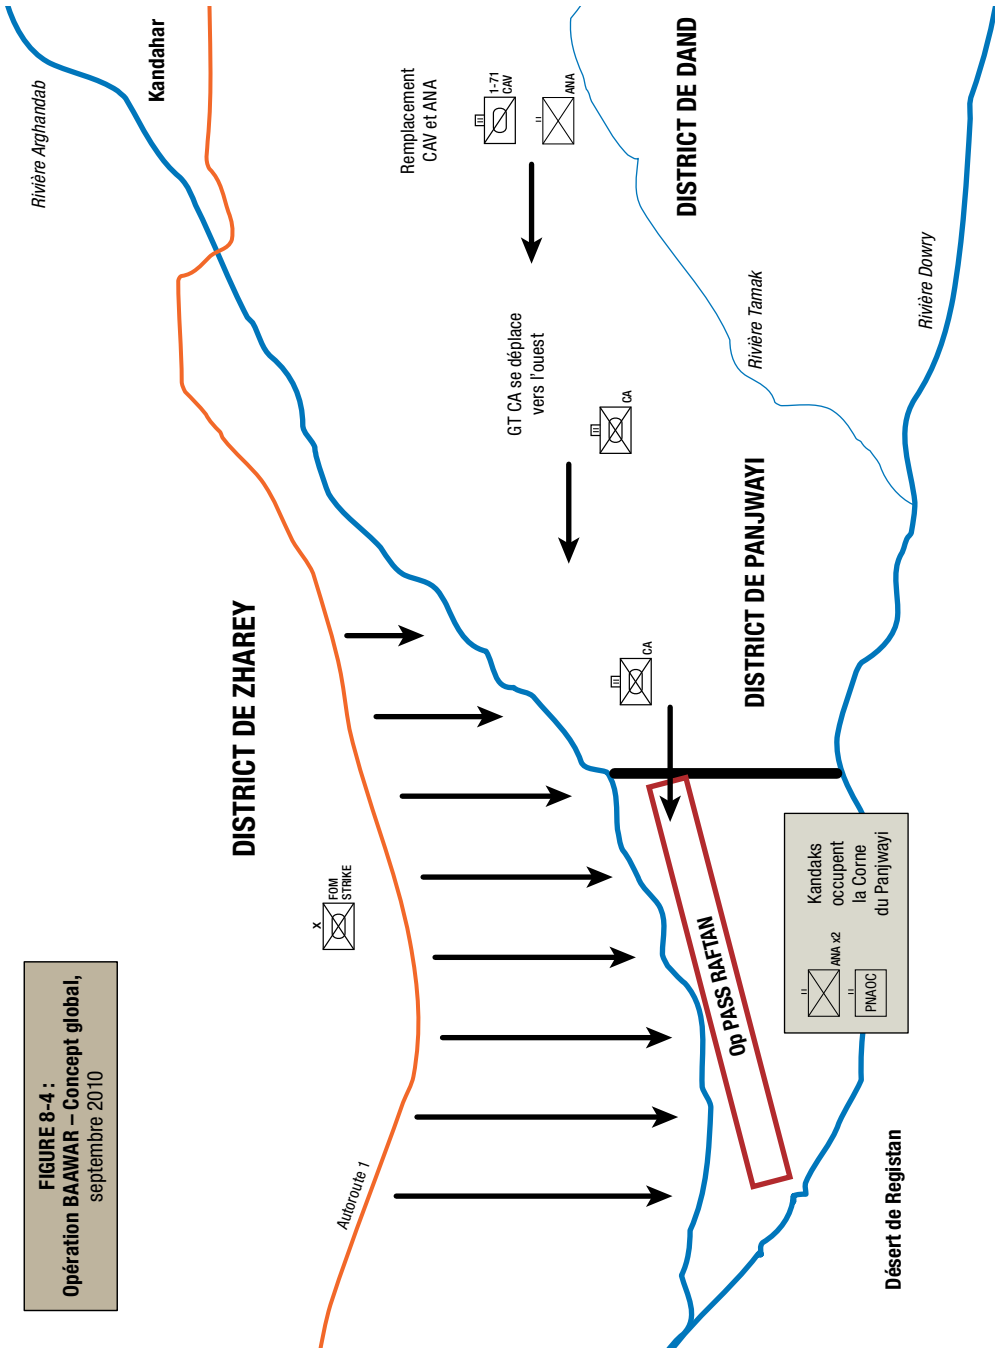 FIGURE 8-4 :
Opération BAAWAR – Concept global,
septembre 2010
Autoroute 1
DISTRICT DE ZHAREY
X
FOM
STRIKE
Rivière Arghandab
Kandahar
Remplacement
CAV et ANA
1-71
CAV
ANA
GT CA se déplace
vers l'ouest
CA
CA
DISTRICT DE DAND
Rivière Tamak
Rivière Dowry
DISTRICT DE PANJWAYI
Op PASS RAFTAN
Kandaks
occupent
la Corne
du Panjwayi
ANA x2
PNAOC
Désert de Registan